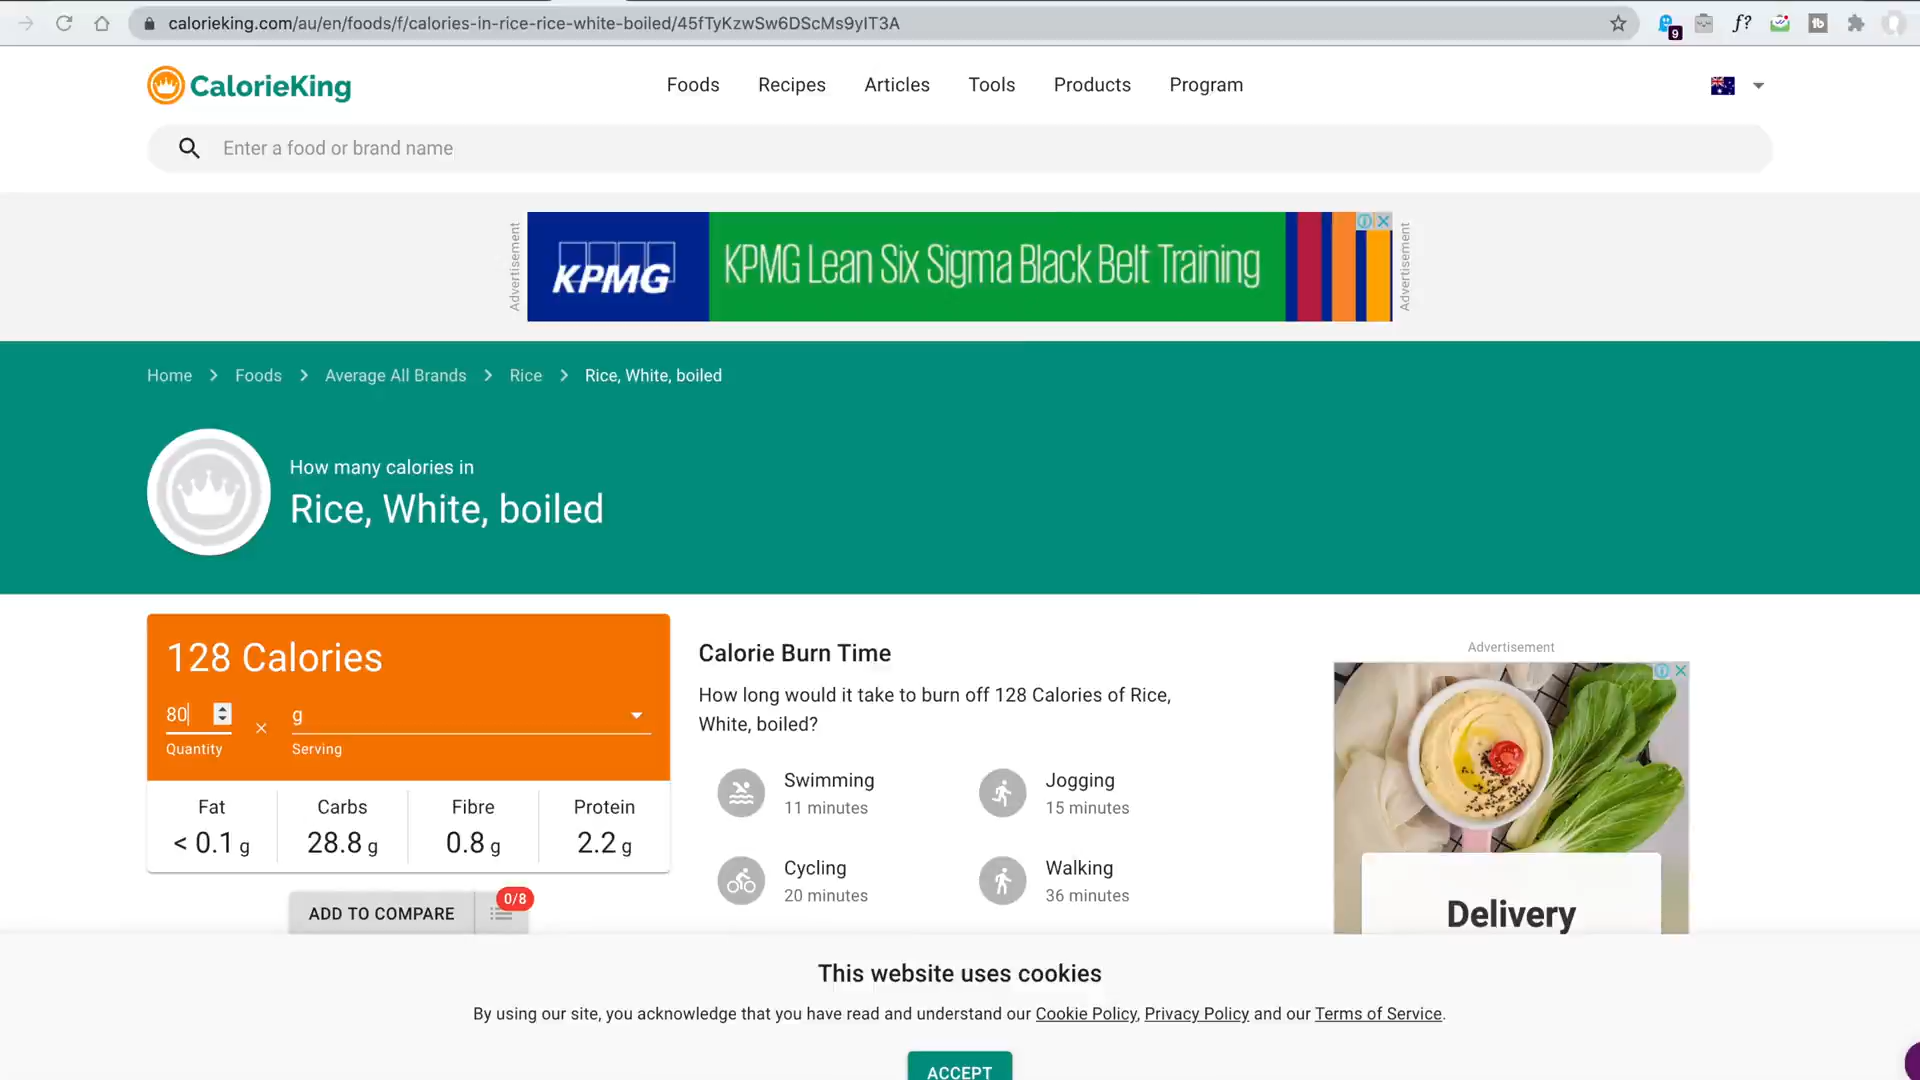 calorieking.com/au/en/foods/f/calories-in-rice-rice-white-boiled/45fTyKzwSw6DScMs9yIT3A
9
f?
tb
CalorieKing
Foods
Recipes
Articles
Tools
Products
Program
Enter a food or brand name
Advertisement
KPMG
KPMG Lean Six Sigma Black Belt Training
Advertisement
Home > Foods > Average All Brands > Rice > Rice, White, boiled
How many calories in
Rice, White, boiled
128 Calories
80 × g
Quantity
Serving
Fat
Carbs
Fibre
Protein
< 0.1 g
28.8 g
0.8 g
2.2 g
ADD TO COMPARE
0/8
Calorie Burn Time
How long would it take to burn off 128 Calories of Rice,
White, boiled?
Swimming
11 minutes
Jogging
15 minutes
Cycling
20 minutes
Walking
36 minutes
Advertisement
Delivery
This website uses cookies
By using our site, you acknowledge that you have read and understand our Cookie Policy, Privacy Policy and our Terms of Service.
ACCEPT